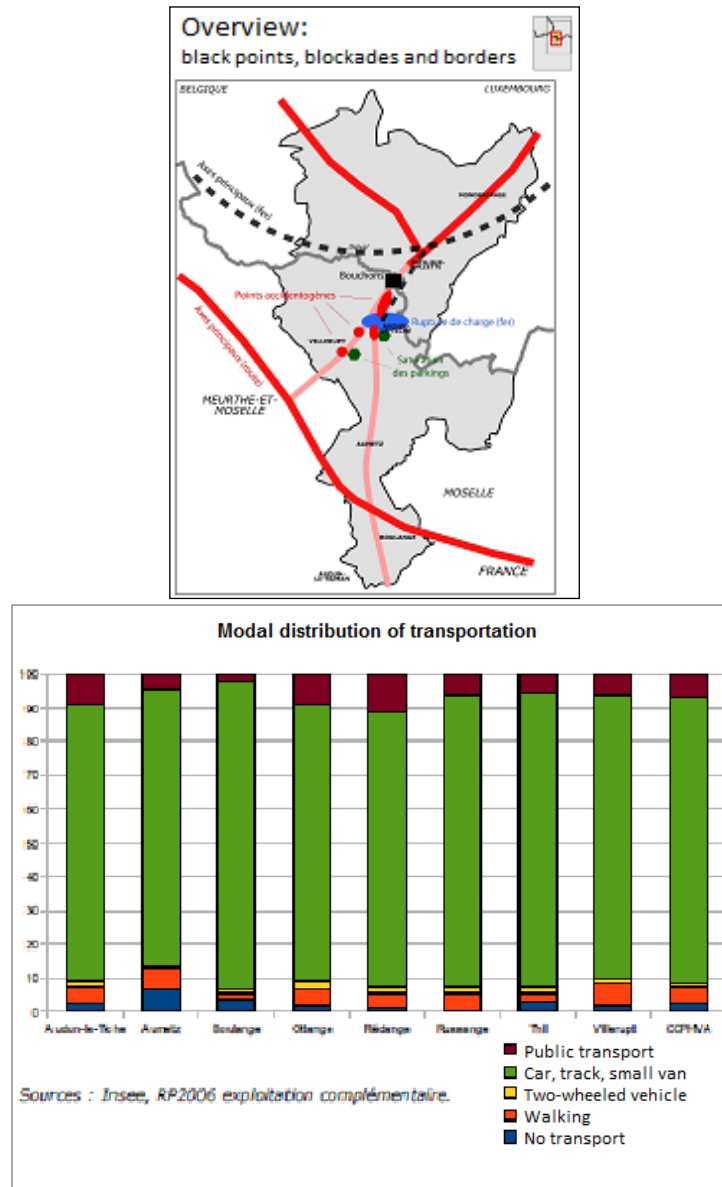 Overview:
black points, blockades and borders
BELGIQUE
LUXEMBOURG
Axes principaux (fer)
Bouchons
Points accidentogènes
Rupture de charge (fer)
VILLERUPT
des parkings
Axes principaux (route)
MEURTHE-ET-
MOSELLE
AUMETZ
MOSELLE
BOULANGE
FRANCE
Modal distribution of transportation
100
90
80
70
60
50
40
30
20
10
0
Audun-le-Tiche Aumetz Boulange Ottange Rédange Russange Thil Villerupt CCPHVA
Public transport
Car, track, small van
Two-wheeled vehicle
Walking
No transport
Sources : Insee, RP2006 exploitation complémentaire.